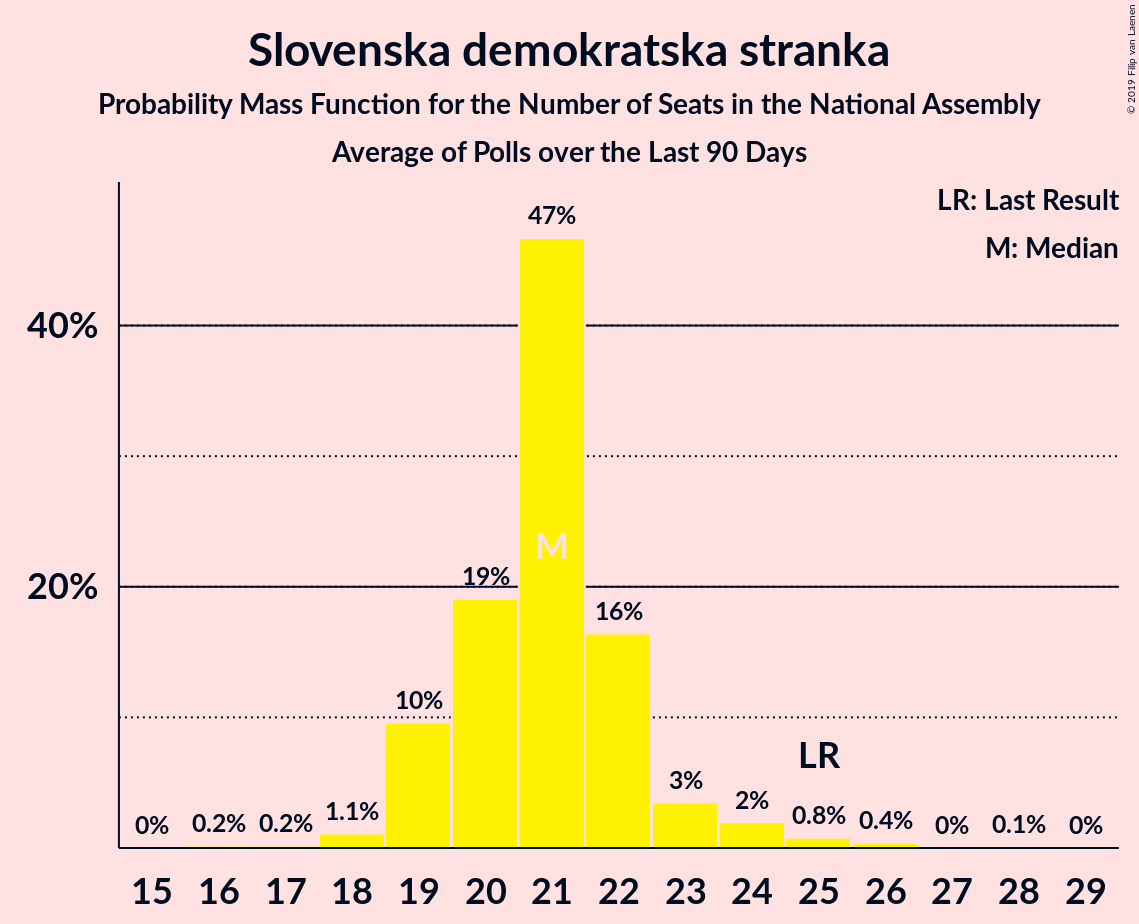 Slovenska demokratska stranka
Probability Mass Function for the Number of Seats in the National Assembly
Average of Polls over the Last 90 Days
© 2019 Filip van Laenen
LR: Last Result
M: Median
40%
20%
0%
0.2%
0.2%
1.1%
10%
19%
47%
M
16%
3%
2%
LR
0.8%
0.4%
0%
0.1%
0%
15 16 17 18 19 20 21 22 23 24 25 26 27 28 29